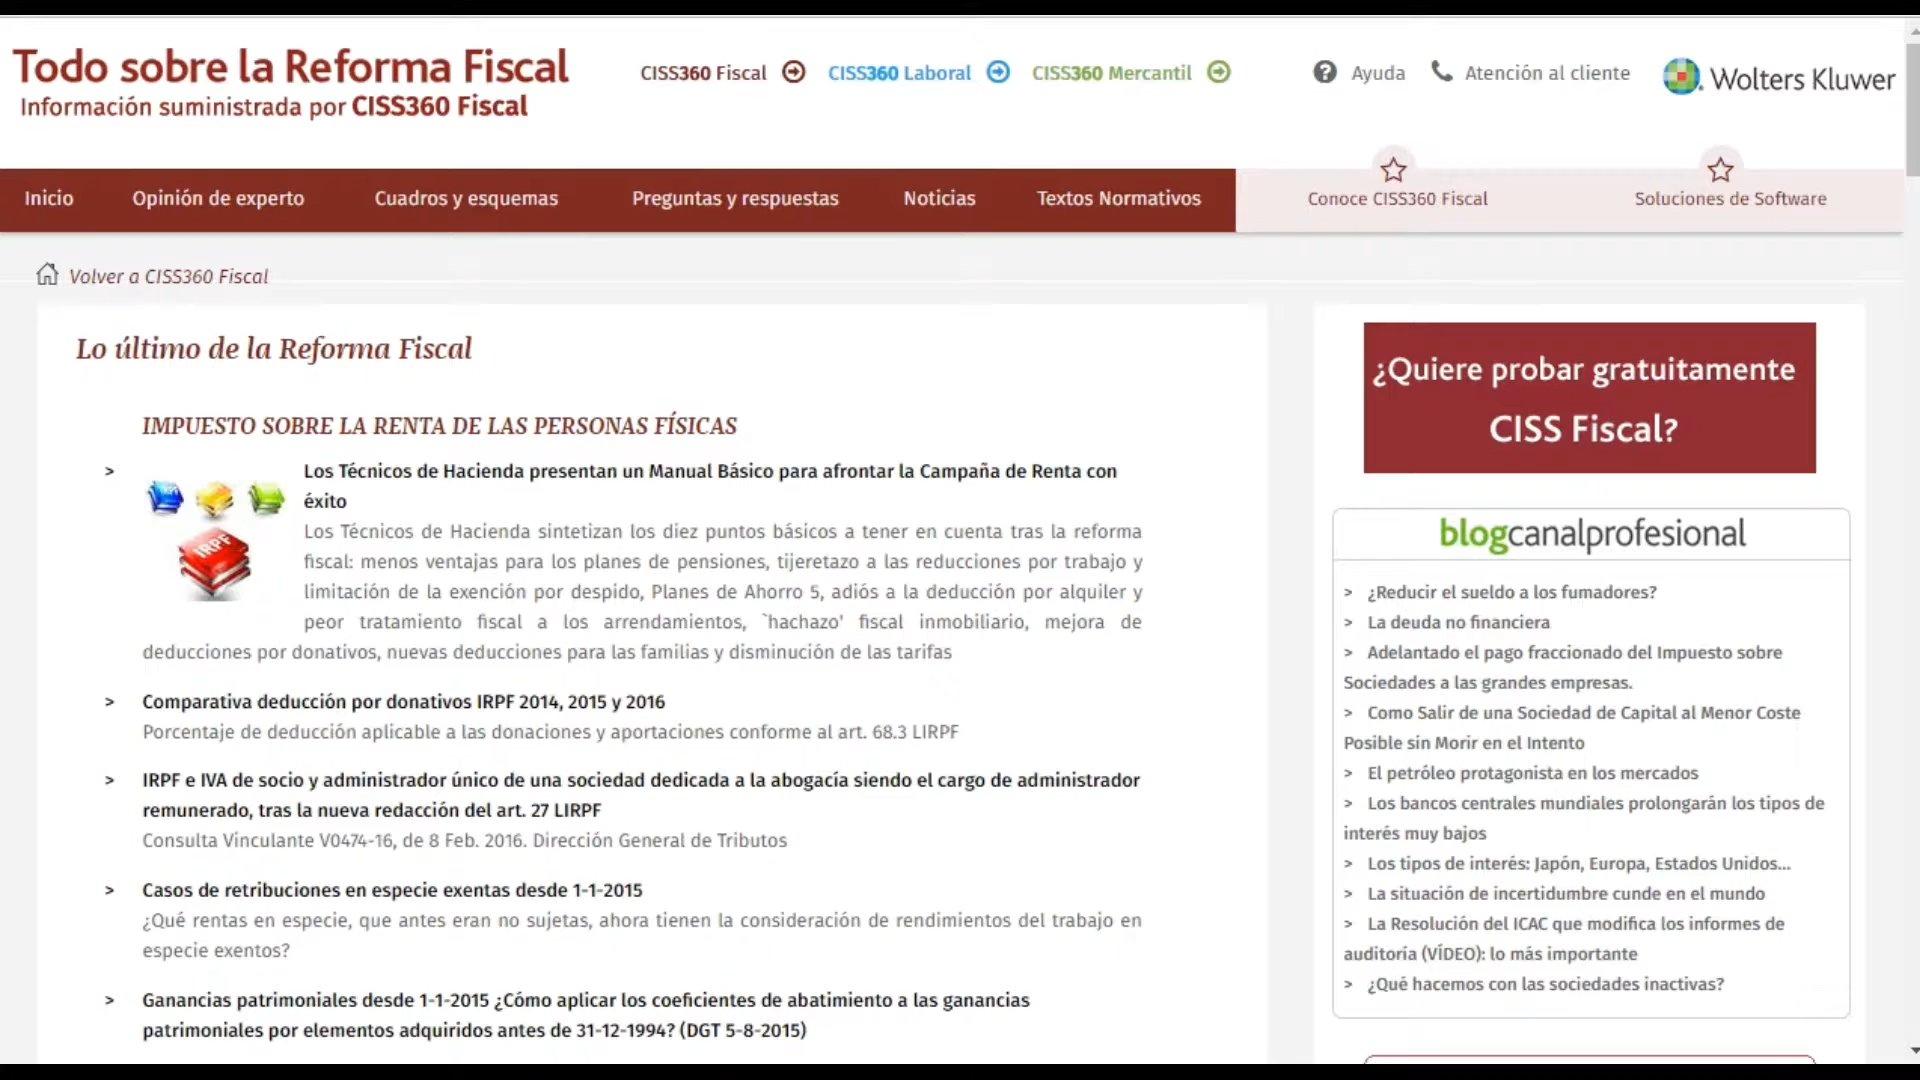 Todo sobre la Reforma Fiscal
Información suministrada por CISS360 Fiscal
CISS360 Fiscal
CISS360 Laboral
CISS360 Mercantil
Ayuda
Atención al cliente
Wolters Kluwer
Inicio
Opinión de experto
Cuadros y esquemas
Preguntas y respuestas
Noticias
Textos Normativos
Conoce CISS360 Fiscal
Soluciones de Software
Volver a CISS360 Fiscal
Lo último de la Reforma Fiscal
IMPUESTO SOBRE LA RENTA DE LAS PERSONAS FÍSICAS
IRPF
> Los Técnicos de Hacienda presentan un Manual Básico para afrontar la Campaña de Renta con
éxito
Los Técnicos de Hacienda sintetizan los diez puntos básicos a tener en cuenta tras la reforma
fiscal: menos ventajas para los planes de pensiones, tijeretazo a las reducciones por trabajo y
limitación de la exención por despido, Planes de Ahorro 5, adiós a la deducción por alquiler y
peor tratamiento fiscal a los arrendamientos, `hachazo' fiscal inmobiliario, mejora de
deducciones por donativos, nuevas deducciones para las familias y disminución de las tarifas
> Comparativa deducción por donativos IRPF 2014, 2015 y 2016
Porcentaje de deducción aplicable a las donaciones y aportaciones conforme al art. 68.3 LIRPF
> IRPF e IVA de socio y administrador único de una sociedad dedicada a la abogacía siendo el cargo de administrador
remunerado, tras la nueva redacción del art. 27 LIRPF
Consulta Vinculante V0474-16, de 8 Feb. 2016. Dirección General de Tributos
> Casos de retribuciones en especie exentas desde 1-1-2015
¿Qué rentas en especie, que antes eran no sujetas, ahora tienen la consideración de rendimientos del trabajo en
especie exentos?
> Ganancias patrimoniales desde 1-1-2015 ¿Cómo aplicar los coeficientes de abatimiento a las ganancias
patrimoniales por elementos adquiridos antes de 31-12-1994? (DGT 5-8-2015)
¿Quiere probar gratuitamente
CISS Fiscal?
blogcanalprofesional
> ¿Reducir el sueldo a los fumadores?
> La deuda no financiera
> Adelantado el pago fraccionado del Impuesto sobre
Sociedades a las grandes empresas.
> Como Salir de una Sociedad de Capital al Menor Coste
Posible sin Morir en el Intento
> El petróleo protagonista en los mercados
> Los bancos centrales mundiales prolongarán los tipos de
interés muy bajos
> Los tipos de interés: Japón, Europa, Estados Unidos...
> La situación de incertidumbre cunde en el mundo
> La Resolución del ICAC que modifica los informes de
auditoría (VÍDEO): lo más importante
> ¿Qué hacemos con las sociedades inactivas?